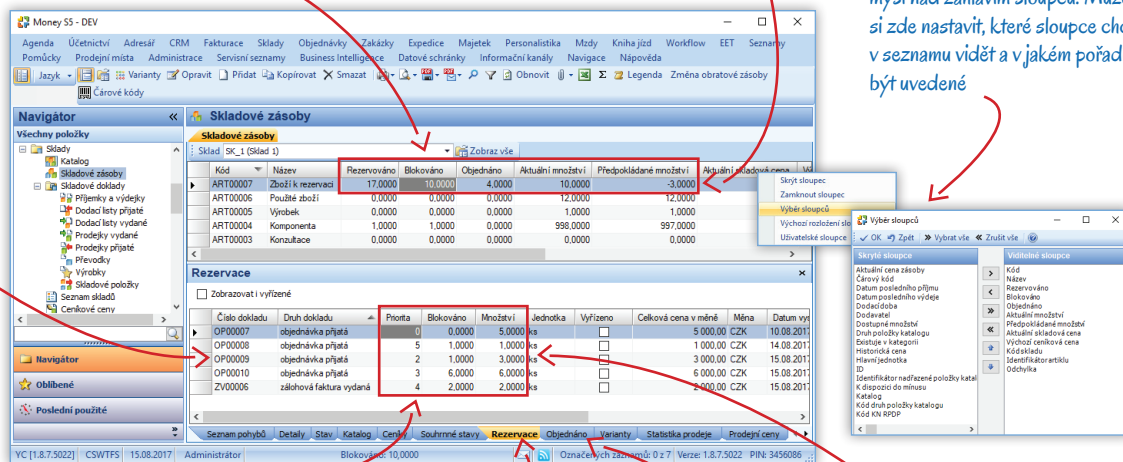 myší nad záhlavím sloupců. Může
si zde nastavit, které sloupce chc
v seznamu vidět a v jakém pořad
být uvedené
Money S5 - DEV
Agenda Účetnictví Adresář CRM Fakturace Sklady Objednávky Zakázky Expedice Majetek Personalistika Mzdy Kniha jízd Workflow EET Seznamy
Pomůcky Prodejní místa Administrace Servisní seznamy Business Intelligence Datové schránky Informační kanály Navigace Nápověda
Jazyk Varianty Opravit Přidat Kopírovat Smazat Obnovit Legenda Změna obratové zásoby
Čárové kódy
Navigátor
Všechny položky
Sklady
Katalog
Skladové zásoby
Skladové doklady
Příjemky a výdejky
Dodací listy přijaté
Dodací listy vydané
Prodejky vydané
Prodejky přijaté
Převodky
Výrobky
Skladové položky
Seznam skladů
Ceníkové ceny
Navigátor
Oblíbené
Poslední použité
Skladové zásoby
Skladové zásoby
Sklad SK_1 (Sklad 1) Zobraz vše
Kód Název Rezervováno Blokováno Objednáno Aktuální množství Předpokládané množství Aktuální skladová cena
ART00007 Zboží k rezervaci 17,0000 10,0000 4,0000 10,0000 -3,0000
ART00006 Použité zboží 0,0000 0,0000 0,0000 12,0000 12,0000
ART00005 Výrobek 0,0000 0,0000 0,0000 1,0000 1,0000
ART00004 Komponenta 1,0000 1,0000 0,0000 998,0000 997,0000
ART00003 Konzultace 0,0000 0,0000 0,0000 0,0000 0,0000
Skrýt sloupec
Zamknout sloupec
Výběr sloupců
Výchozí rozložení slo
Uživatelské sloupce
Rezervace
Zobrazovat i vyřízené
Číslo dokladu Druh dokladu Priorita Blokováno Množství Jednotka Vyřízeno Celková cena v měně Měna Datum vys
OP00007 objednávka přijatá 0 0,0000 5,0000 ks 5 000,00 CZK 10.08.2017
OP00008 objednávka přijatá 5 1,0000 1,0000 ks 1 000,00 CZK 14.08.2017
OP00009 objednávka přijatá 2 1,0000 3,0000 ks 3 000,00 CZK 15.08.2017
OP00010 objednávka přijatá 3 6,0000 6,0000 ks 6 000,00 CZK 15.08.2017
ZV00006 zálohová faktura vydaná 4 2,0000 2,0000 ks 2 000,00 CZK 15.08.2017
Seznam pohybů Detaily Stav Katalog Ceníky Souhrnné stavy Rezervace Objednáno Varianty Statistika prodeje Prodejní ceny
YC [1.8.7.5022] CSWTFS 15.08.2017 Administrátor Blokováno: 10,0000 Označených záznamů: 0 z 7 Verze: 1.8.7.5022 PIN: 3456086
Výběr sloupců
OK Zpět Vybrat vše Zrušit vše
Skryté sloupce
Aktuální cena zásoby
Čárový kód
Datum posledního příjmu
Datum posledního výdeje
Dodací doba
Dodavatel
Dostupné množství
Druh položky katalogu
Existuje v kategorii
Historická cena
Hlavní jednotka
ID
Identifikátor nadřazené položky katal
K dispozici do mínusu
Katalog
Kód druh položky katalogu
Kód KN RPDP
Viditelné sloupce
Kód
Název
Rezervováno
Blokováno
Objednáno
Aktuální množství
Předpokládané množství
Aktuální skladová cena
Výchozí ceníková cena
Kód skladu
Identifikátor artiklu
Odchylka